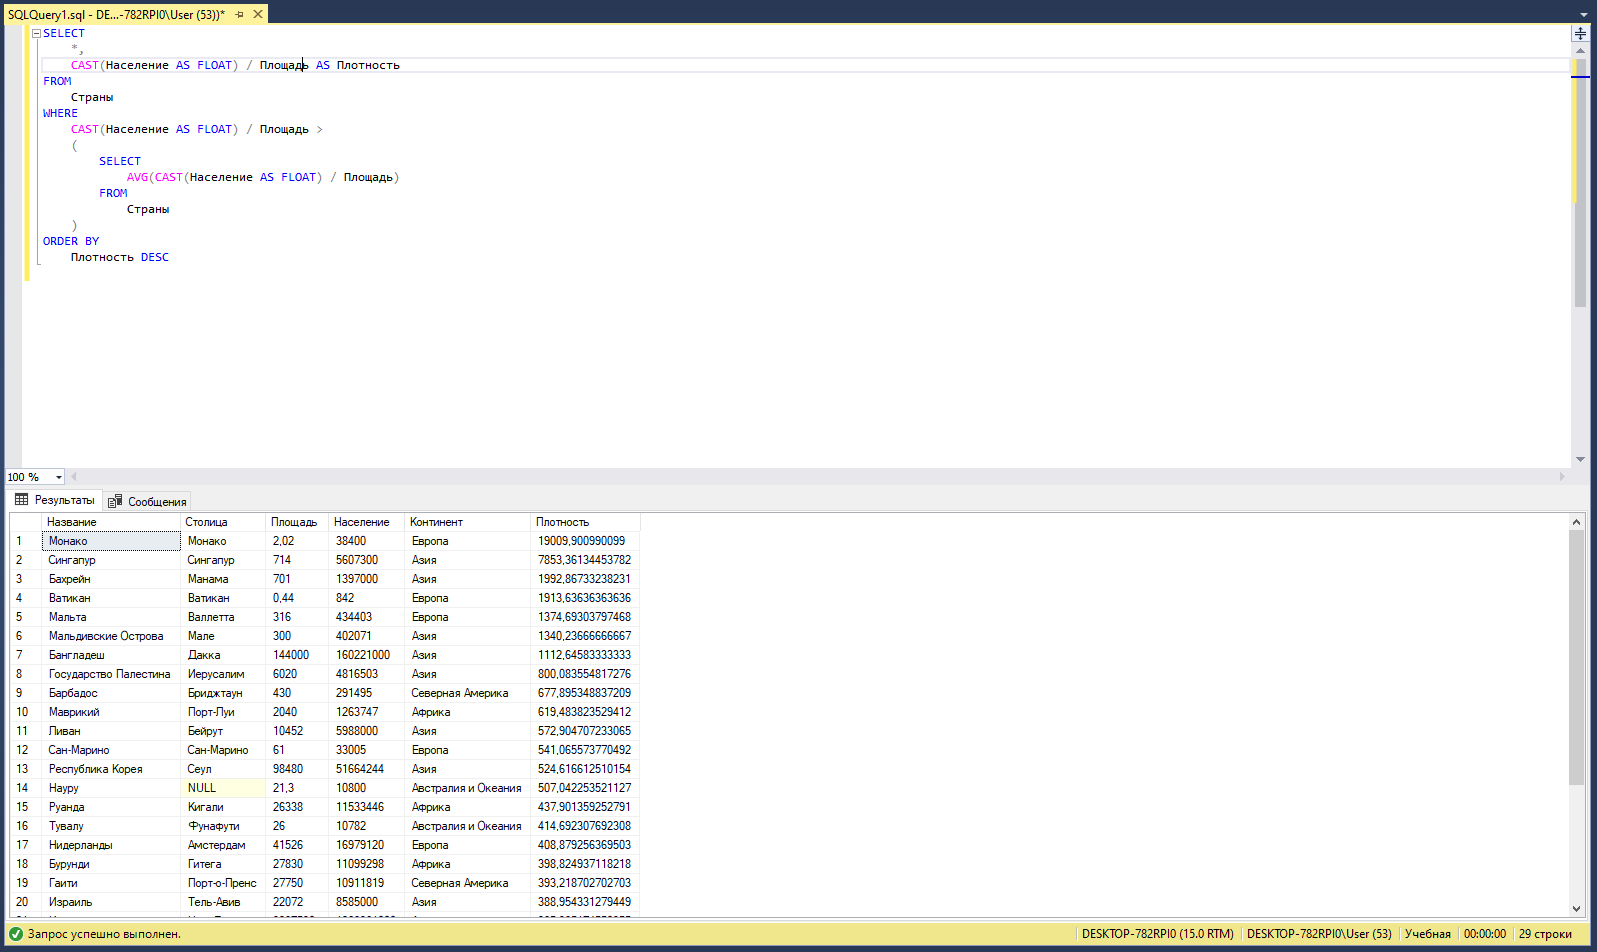 SQLQuery1.sql - DE...-782RPI0\User (53))*
SELECT
*,
CAST(Население AS FLOAT) / Площадь AS Плотность
FROM
Страны
WHERE
CAST(Население AS FLOAT) / Площадь >
(
SELECT
AVG(CAST(Население AS FLOAT) / Площадь)
FROM
Страны
)
ORDER BY
Плотность DESC
100 %
Результаты Сообщения
Название Столица Площадь Население Континент Плотность
1 Монако Монако 2,02 38400 Европа 19009,900990099
2 Сингапур Сингапур 714 5607300 Азия 7853,36134453782
3 Бахрейн Манама 701 1397000 Азия 1992,86733238231
4 Ватикан Ватикан 0,44 842 Европа 1913,63636363636
5 Мальта Валлетта 316 434403 Европа 1374,69303797468
6 Мальдивские Острова Мале 300 402071 Азия 1340,23666666667
7 Бангладеш Дакка 144000 160221000 Азия 1112,64583333333
8 Государство Палестина Иерусалим 6020 4816503 Азия 800,083554817276
9 Барбадос Бриджтаун 430 291495 Северная Америка 677,895348837209
10 Маврикий Порт-Луи 2040 1263747 Африка 619,483823529412
11 Ливан Бейрут 10452 5988000 Азия 572,904707233065
12 Сан-Марино Сан-Марино 61 33005 Европа 541,065573770492
13 Республика Корея Сеул 98480 51664244 Азия 524,616612510154
14 Науру NULL 21,3 10800 Австралия и Океания 507,042253521127
15 Руанда Кигали 26338 11533446 Африка 437,901359252791
16 Тувалу Фунафути 26 10782 Австралия и Океания 414,692307692308
17 Нидерланды Амстердам 41526 16979120 Европа 408,879256369503
18 Бурунди Гитега 27830 11099298 Африка 398,824937118218
19 Гаити Порт-о-Пренс 27750 10911819 Северная Америка 393,218702702703
20 Израиль Тель-Авив 22072 8585000 Азия 388,954331279449
Запрос успешно выполнен. DESKTOP-782RPI0 (15.0 RTM) DESKTOP-782RPI0\User (53) Учебная 00:00:00 29 строки